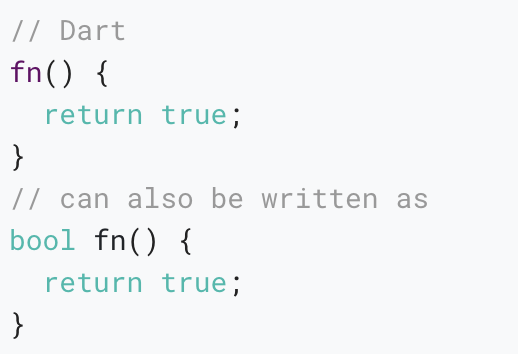 // Dart
fn() {
  return true;
}
// can also be written as
bool fn() {
  return true;
}